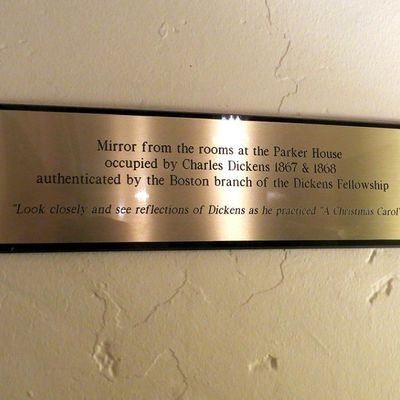 Mirror from the rooms at the Parker House
occupied by Charles Dickens 1867 & 1868
authenticated by the Boston branch of the Dickens Fellowship
"Look closely and see reflections of Dickens as he practiced "A Christmas Carol"